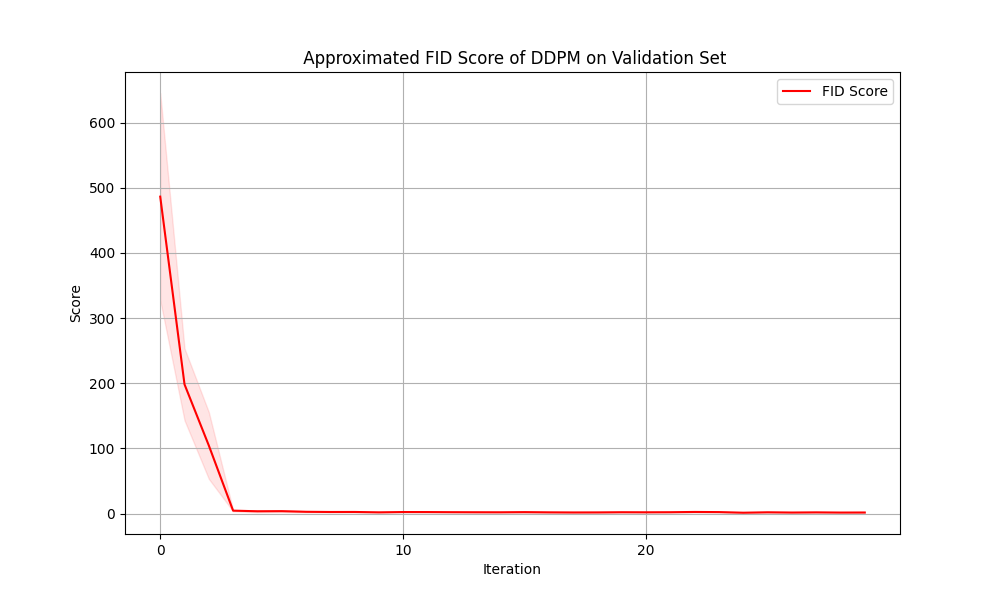 Approximated FID Score of DDPM on Validation Set
FID Score
600
500
400
300
200
100
0
Score
0 10 20
Iteration